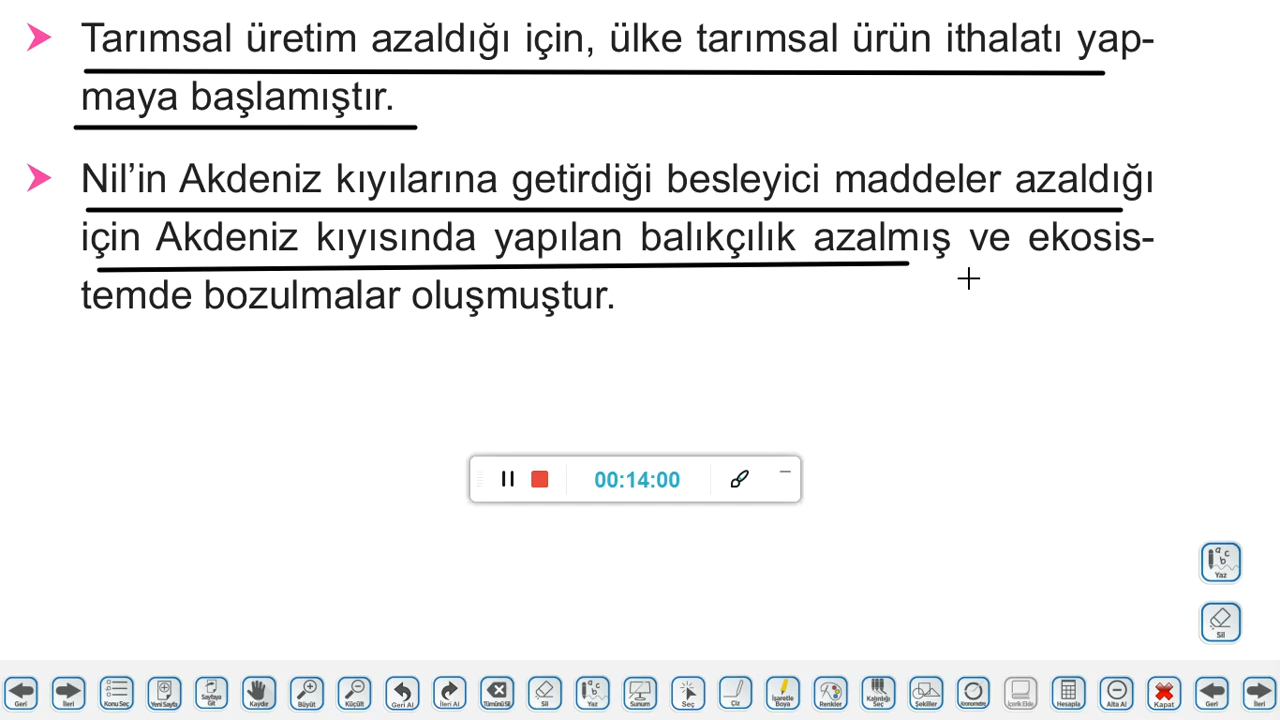 Tarımsal üretim azaldığı için, ülke tarımsal ürün ithalatı yap-
maya başlamıştır.
Nil’in Akdeniz kıyılarına getirdiği besleyici maddeler azaldığı
için Akdeniz kıyısında yapılan balıkçılık azalmış ve ekosis-
temde bozulmalar oluşmuştur.
00:14:00
a b c
Yaz
Sil
Geri İleri Konu Seç Yeni Sayfa Sayfaya Git Kaydır Büyüt Küçült Geri Al İleri Al Tümünü Sil Sil Yaz Sunum Seç Çiz İşaretle Boya Renkler Kalınlığı Seç Şekiller Kronometre İçerik Ekle Hesapla Alta Al Kapat Geri İleri